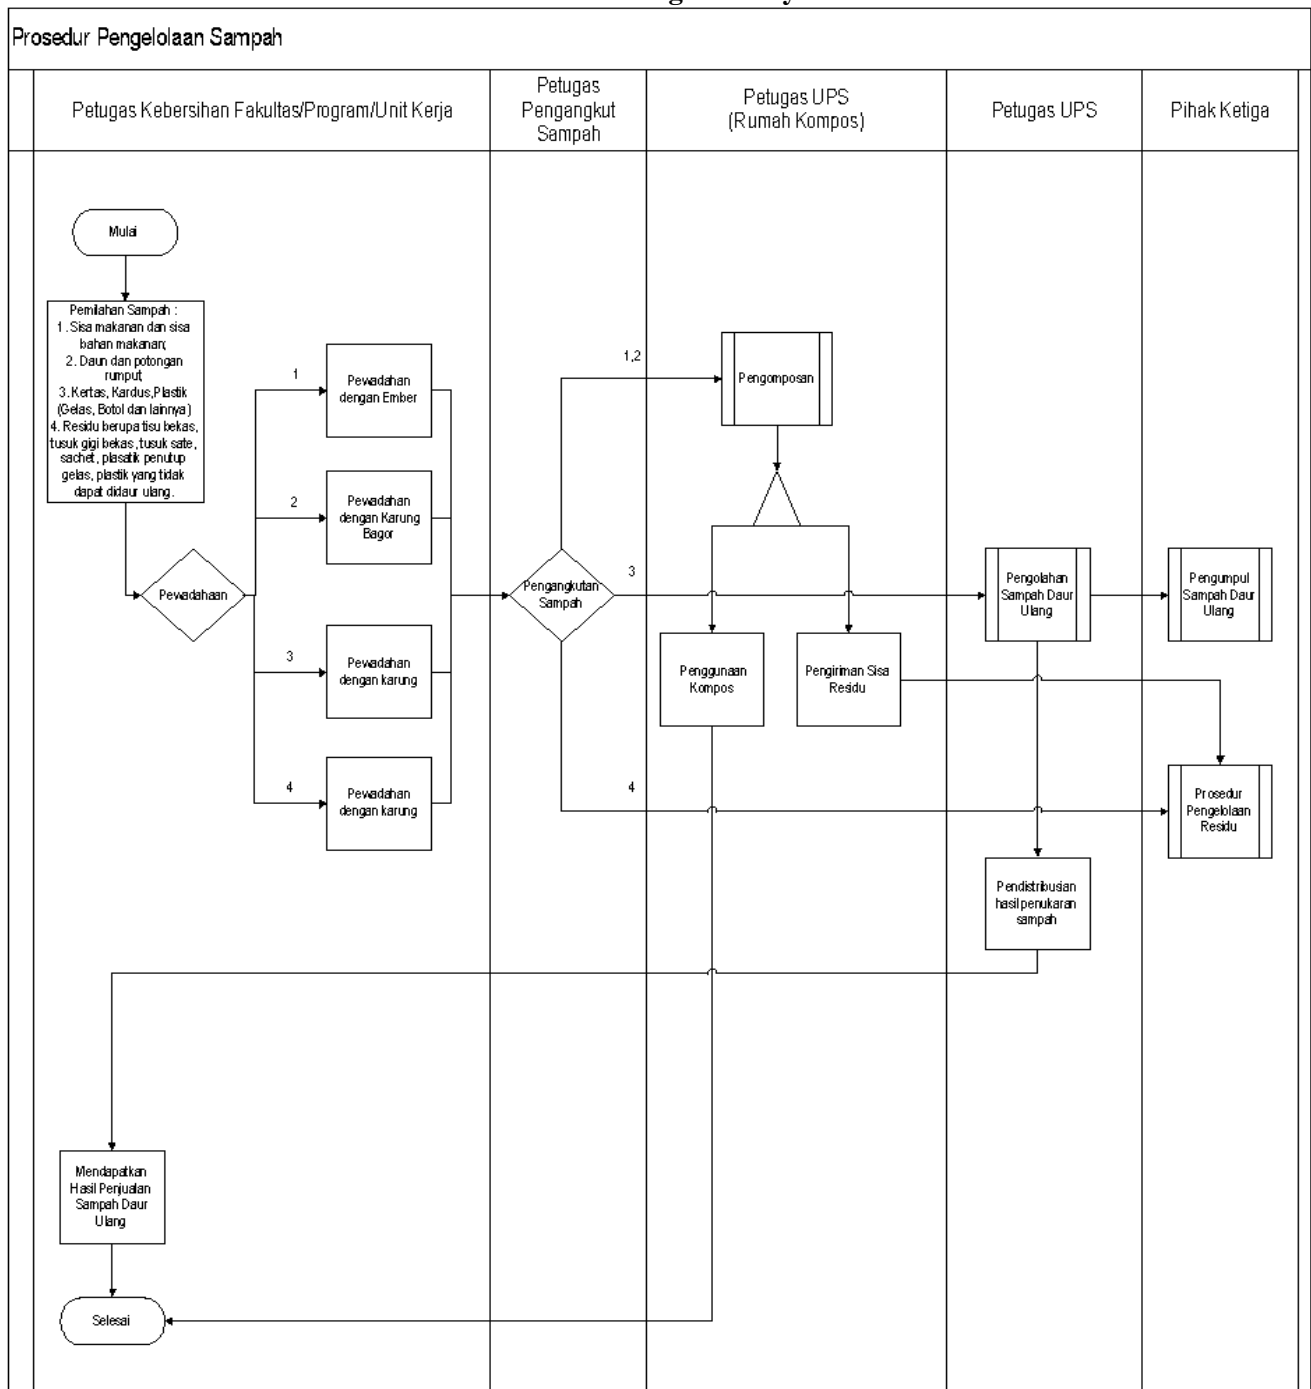 Prosedur Pengelolaan Sampah
Petugas Kebersihan Fakultas/Program/Unit Kerja
Petugas
Pengangkut
Sampah
Petugas UPS
(Rumah Kompos)
Petugas UPS
Pihak Ketiga
Mulai
Pemilahan Sampah :
1. Sisa makanan dan sisa
bahan makanan;
2. Daun dan potongan
rumput;
3. Kertas, Kardus,Plastik
(Gelas, Botol dan lainnya)
4. Residu berupa tisu bekas,
tusuk gigi bekas, tusuk sate,
sachet, plasatik penutup
gelas, plastik yang tidak
dapat didaur ulang.
Pewadahaan
1
Pewadahan
dengan Ember
2
Pewadahan
dengan Karung
Bagor
3
Pewadahan
dengan karung
4
Pewadahan
dengan karung
Pengangkutan
Sampah
1,2
Pengomposan
3
Pengolahan
Sampah Daur
Ulang
Pengumpul
Sampah Daur
Ulang
Penggunaan
Kompos
Pengiriman Sisa
Residu
4
Prosedur
Pengelolaan
Residu
Pendistribusian
hasil penukaran
sampah
Mendapatkan
Hasil Penjualan
Sampah Daur
Ulang
Selesai